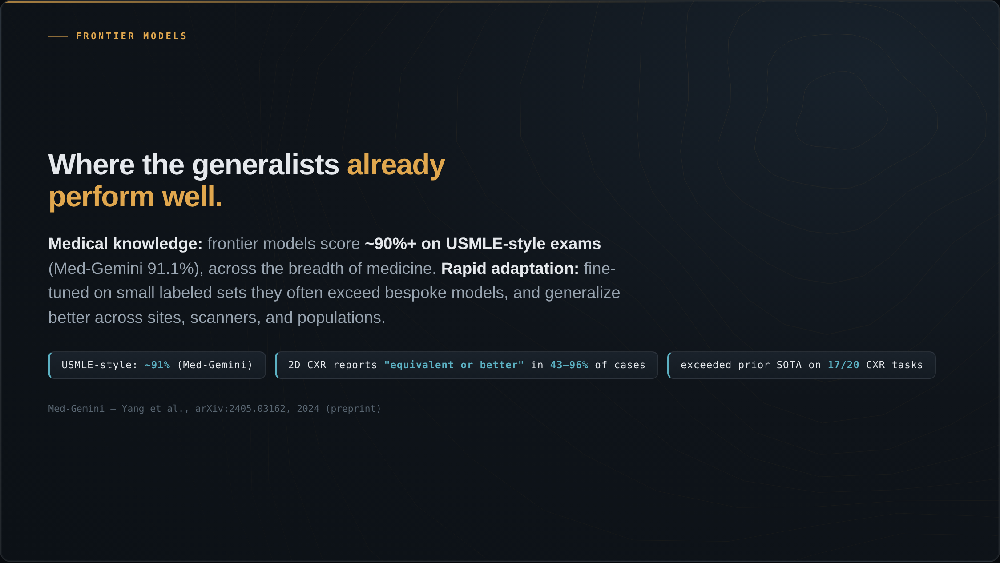 FRONTIER MODELS
Where the generalists already
perform well.
Medical knowledge: frontier models score ~90%+ on USMLE-style exams
(Med-Gemini 91.1%), across the breadth of medicine. Rapid adaptation: fine-
tuned on small labeled sets they often exceed bespoke models, and generalize
better across sites, scanners, and populations.
USMLE-style: ~91% (Med-Gemini)
2D CXR reports "equivalent or better" in 43–96% of cases
exceeded prior SOTA on 17/20 CXR tasks
Med-Gemini — Yang et al., arXiv:2405.03162, 2024 (preprint)